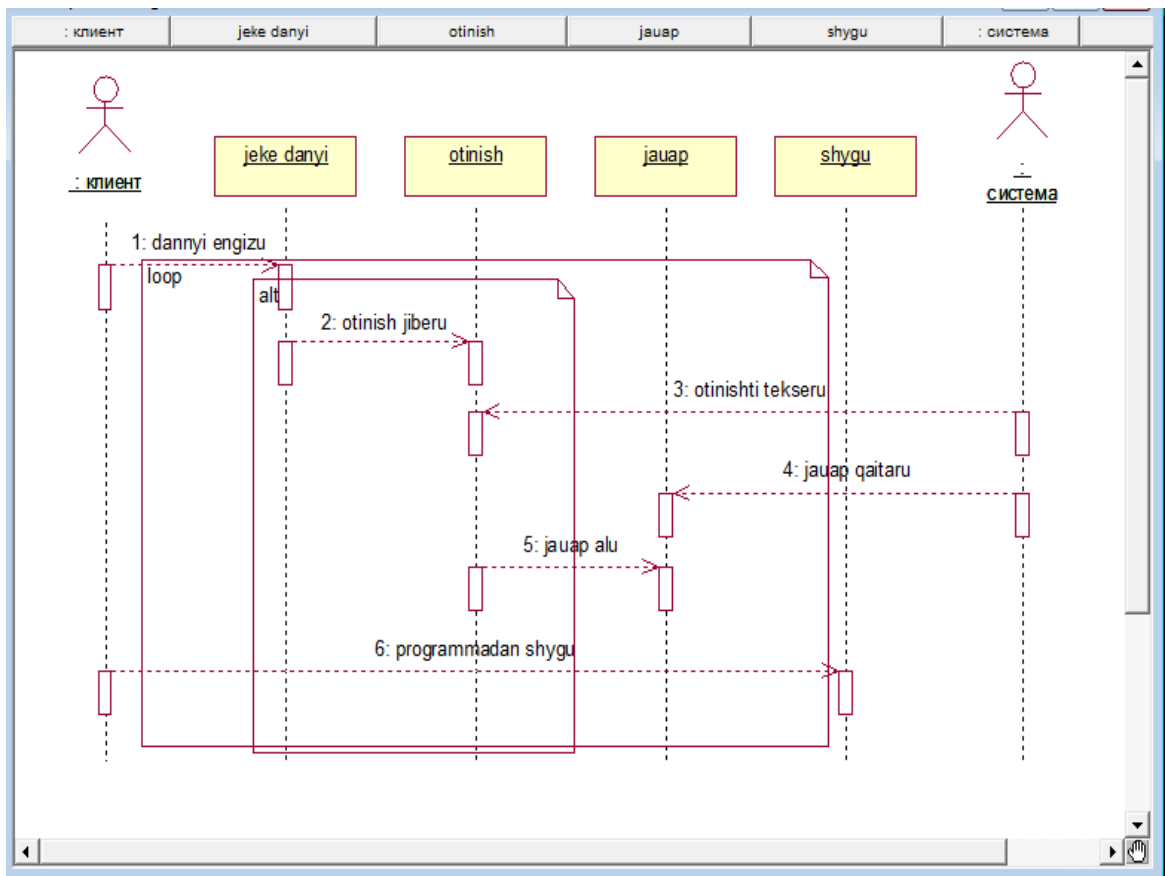 : клиент
jeke danyi
otinish
jauap
shygu
: система
jeke danyi
otinish
jauap
shygu
: клиент
:
система
1: dannyi engizu
loop
alt
2: otinish jiberu
3: otinishti tekseru
4: jauap qaitaru
5: jauap alu
6: programmadan shygu